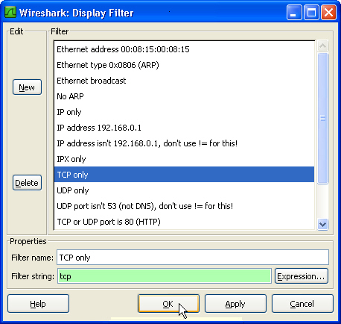 Wireshark: Display Filter
Edit
Filter
Ethernet address 00:08:15:00:08:15
Ethernet type 0x0806 (ARP)
Ethernet broadcast
No ARP
IP only
IP address 192.168.0.1
IP address isn't 192.168.0.1, don't use != for this!
IPX only
TCP only
UDP only
UDP port isn't 53 (not DNS), don't use != for this!
TCP or UDP port is 80 (HTTP)
New
Delete
Properties
Filter name: TCP only
Filter string: tcp Expression...
Help OK Apply Cancel